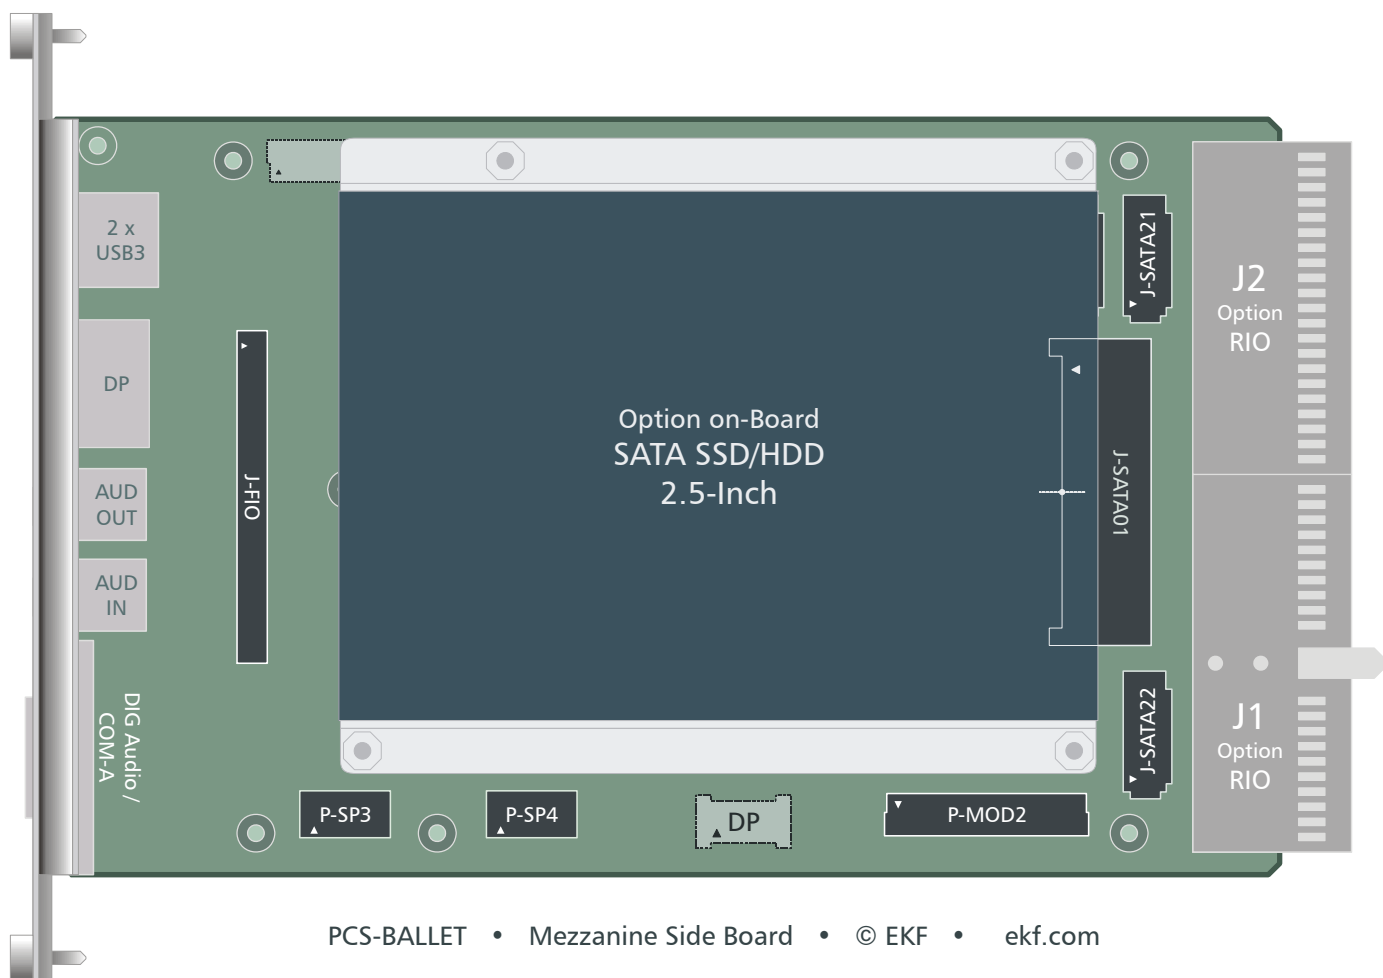 2 x
USB3
DP
AUD
OUT
AUD
IN
DIG Audio /
COM-A
J-FIO
Option on-Board
SATA SSD/HDD
2.5-Inch
J-SATA21
J-SATA01
J-SATA22
J2
Option
RIO
J1
Option
RIO
P-SP3
P-SP4
DP
P-MOD2
PCS-BALLET • Mezzanine Side Board • © EKF • ekf.com